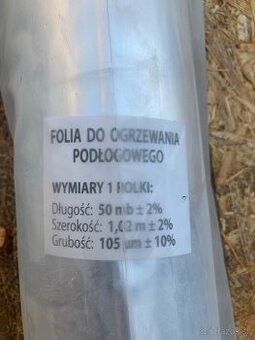 FOLIA DO OGRZEWANIA
PODŁOGOWEGO
WYMIARY 1 ROLKI:
Długość: 50 mb ± 2%
Szerokość: 1,02 m ± 2%
Grubość: 105 µm ± 10%